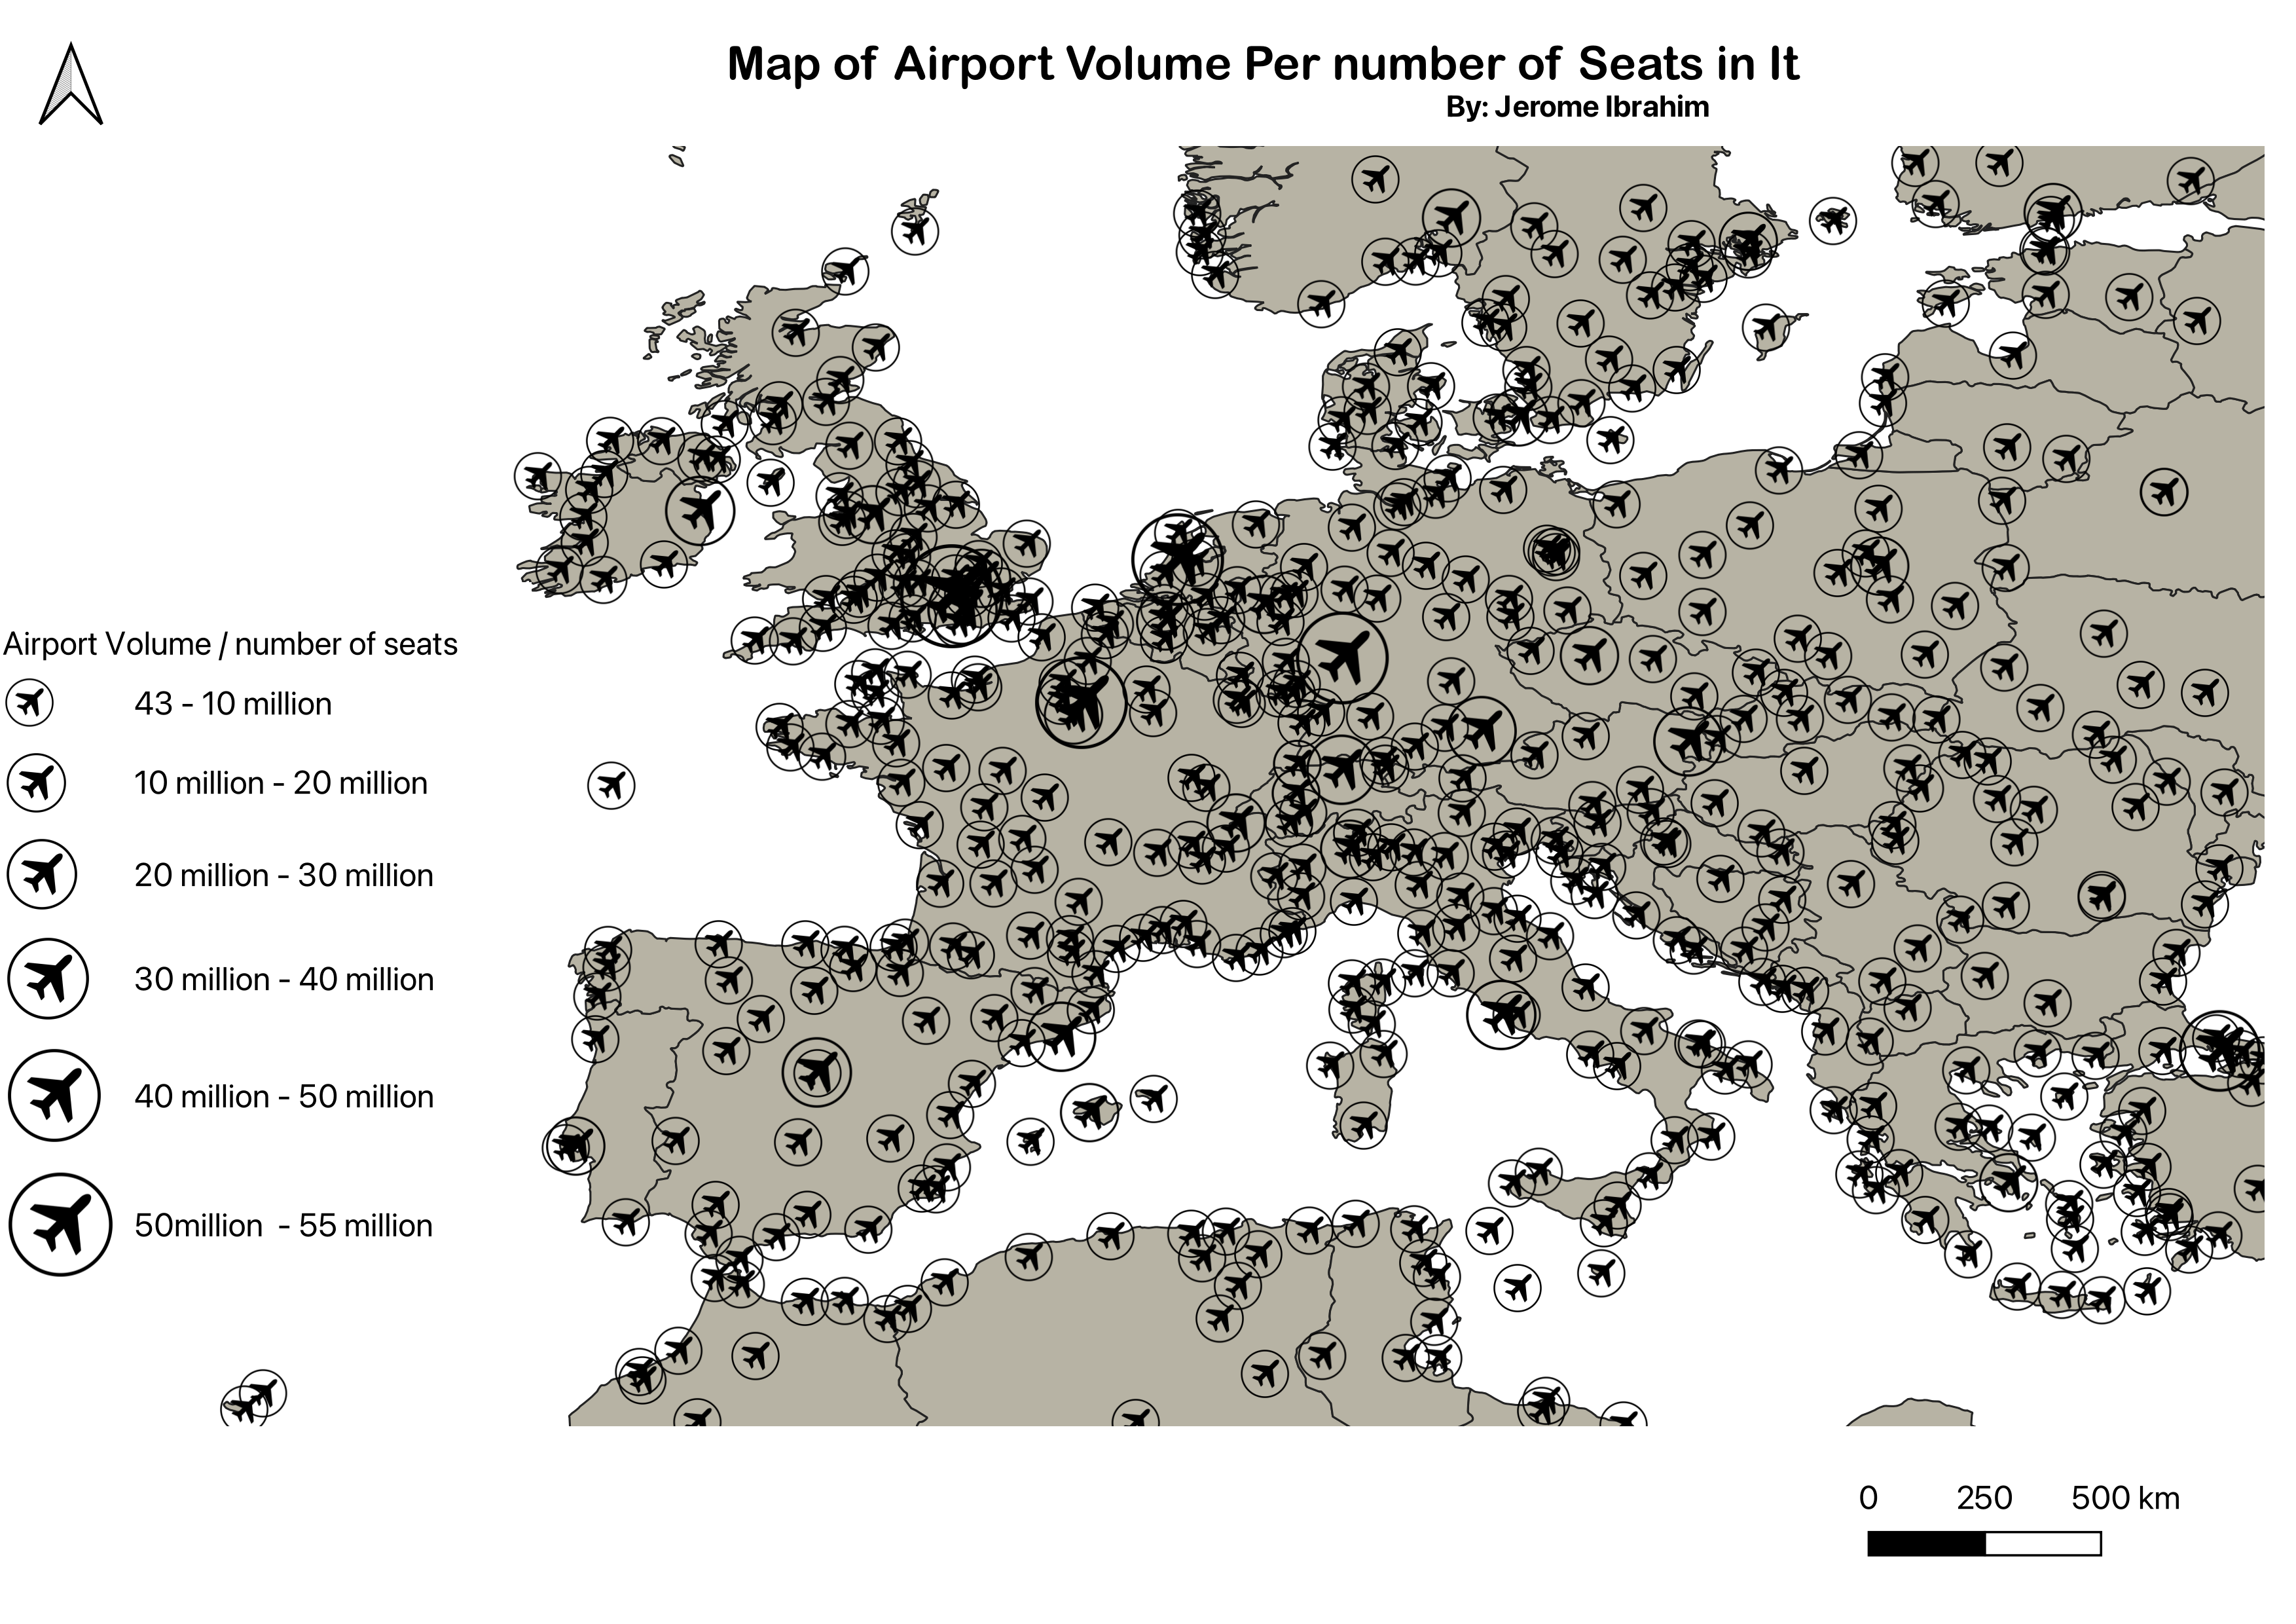 Map of Airport Volume Per number of Seats in It
By: Jerome Ibrahim
Airport Volume / number of seats
43 - 10 million
10 million - 20 million
20 million - 30 million
30 million - 40 million
40 million - 50 million
50million - 55 million
0 250 500 km